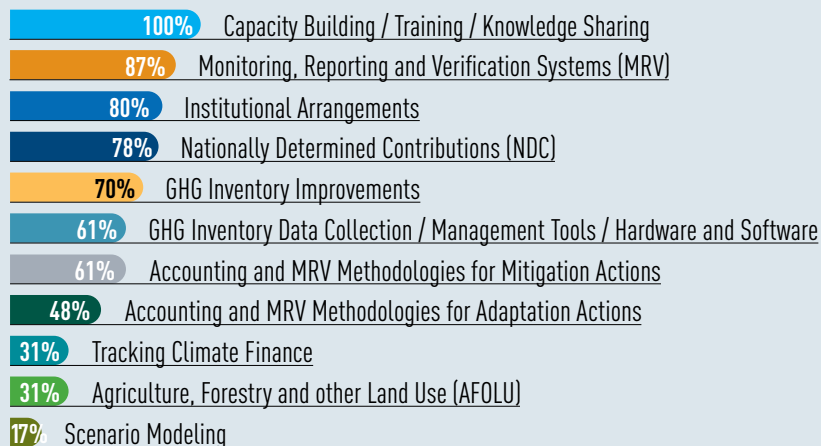 100% Capacity Building / Training / Knowledge Sharing
87% Monitoring, Reporting and Verification Systems (MRV)
80% Institutional Arrangements
78% Nationally Determined Contributions (NDC)
70% GHG Inventory Improvements
61% GHG Inventory Data Collection / Management Tools / Hardware and Software
61% Accounting and MRV Methodologies for Mitigation Actions
48% Accounting and MRV Methodologies for Adaptation Actions
31% Tracking Climate Finance
31% Agriculture, Forestry and other Land Use (AFOLU)
17% Scenario Modeling